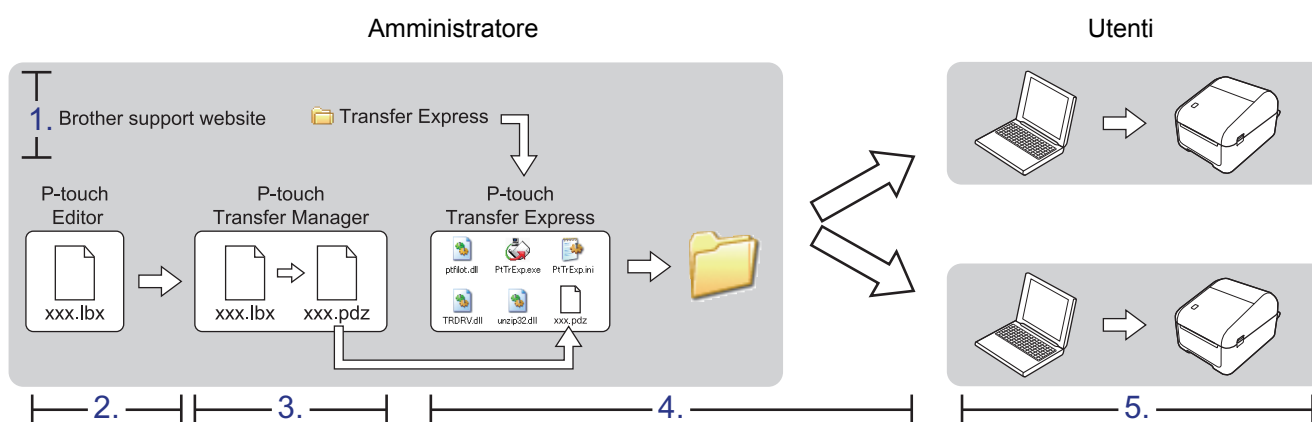 Amministratore
Utenti
1. Brother support website
Transfer Express
P-touch
Editor
xxx.lbx
P-touch
Transfer Manager
xxx.lbx
xxx.pdz
P-touch
Transfer Express
ptfilot.dll
PtTrExp.exe
PtTrExp.ini
TRDRV.dll
unzip32.dll
xxx.pdz
2.
3.
4.
5.